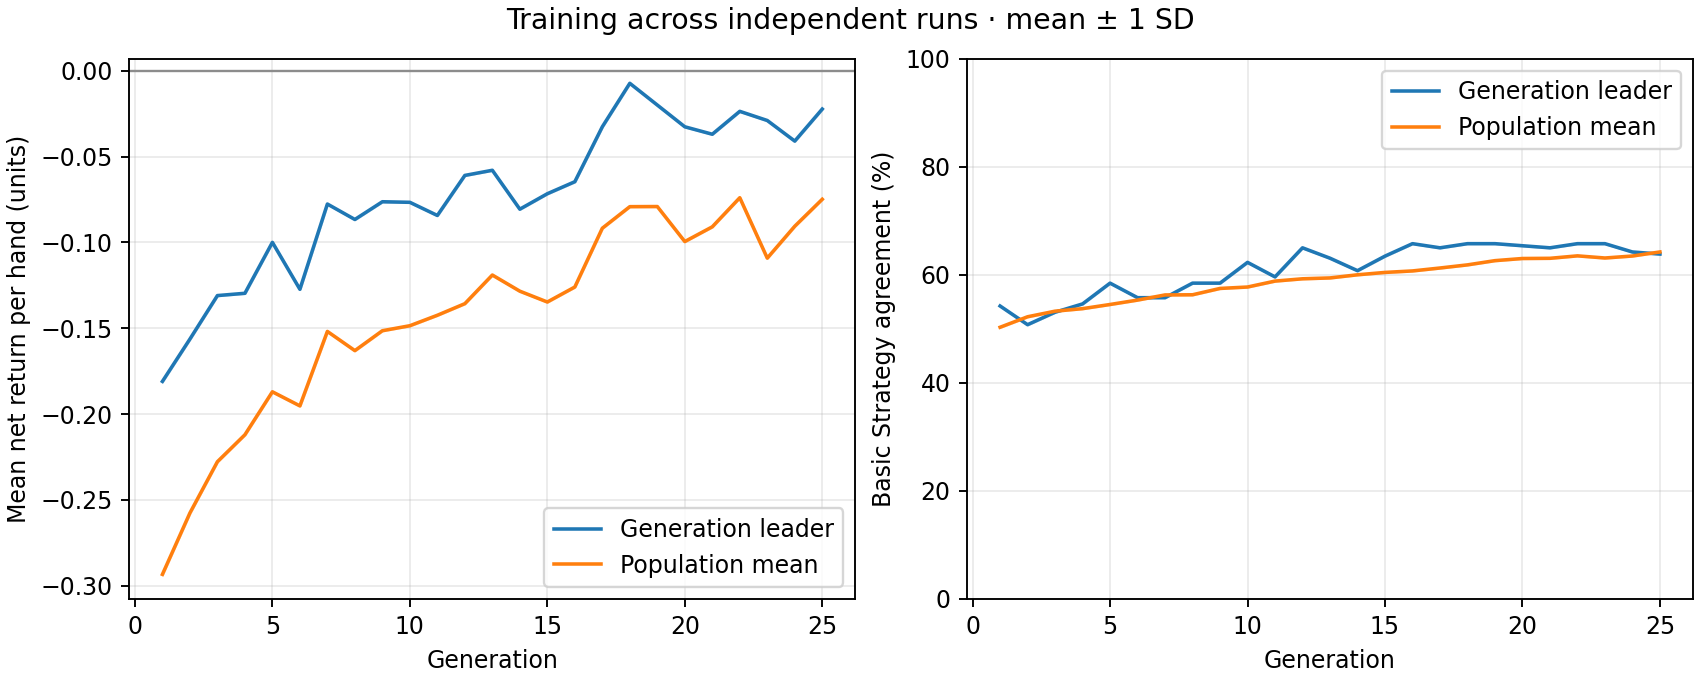 Training across independent runs · mean ± 1 SD
Mean net return per hand (units)
0.00
−0.05
−0.10
−0.15
−0.20
−0.25
−0.30
Generation leader
Population mean
0
5
10
15
20
25
Generation
Basic Strategy agreement (%)
100
80
60
40
20
0
Generation leader
Population mean
0
5
10
15
20
25
Generation